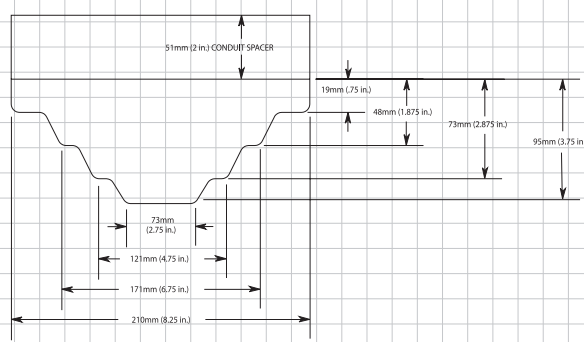 51mm (2 in.) CONDUIT SPACER
19mm (.75 in.)
48mm (1.875 in.)
73mm (2.875 in.)
95mm (3.75 in
73mm
(2.75 in.)
121mm (4.75 in.)
171mm (6.75 in.)
210mm (8.25 in.)